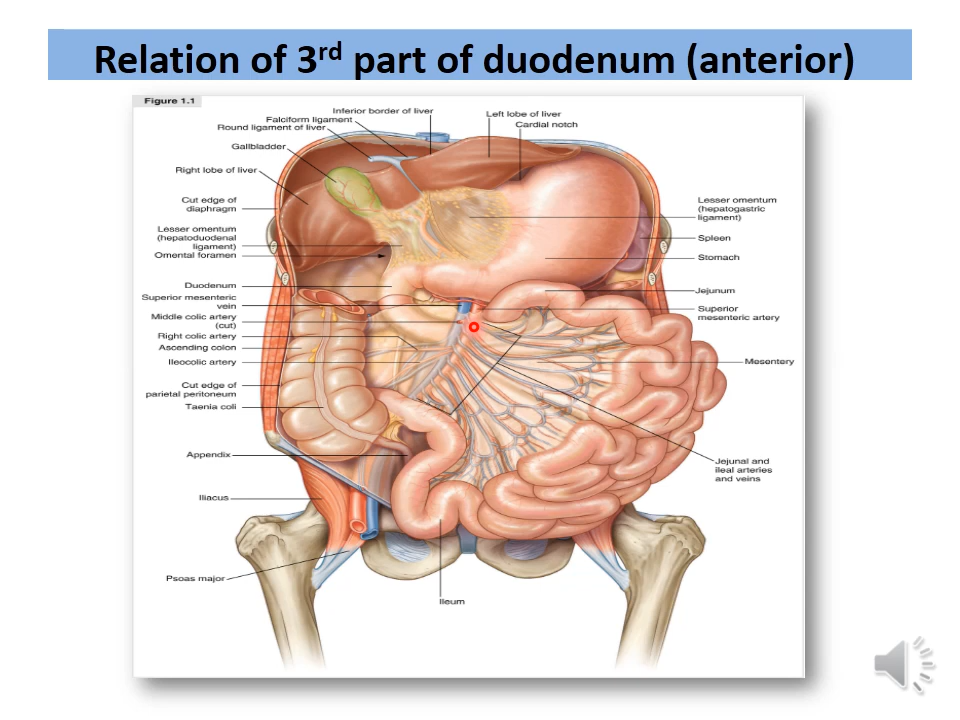 Relation of 3rd part of duodenum (anterior)
Figure 1.1
Inferior border of liver
Falciform ligament
Round ligament of liver
Gallbladder
Right lobe of liver
Cut edge of
diaphragm
Lesser omentum
(hepatoduodenal
ligament)
Omental foramen
Duodenum
Superior mesenteric
vein
Middle colic artery
(cut)
Right colic artery
Ascending colon
Ileocolic artery
Cut edge of
parietal peritoneum
Taenia coli
Appendix
Iliacus
Psoas major
Left lobe of liver
Cardial notch
Lesser omentum
(hepatogastric
ligament)
Spleen
Stomach
Jejunum
Superior
mesenteric artery
Mesentery
Jejunal and
ileal arteries
and veins
Ileum